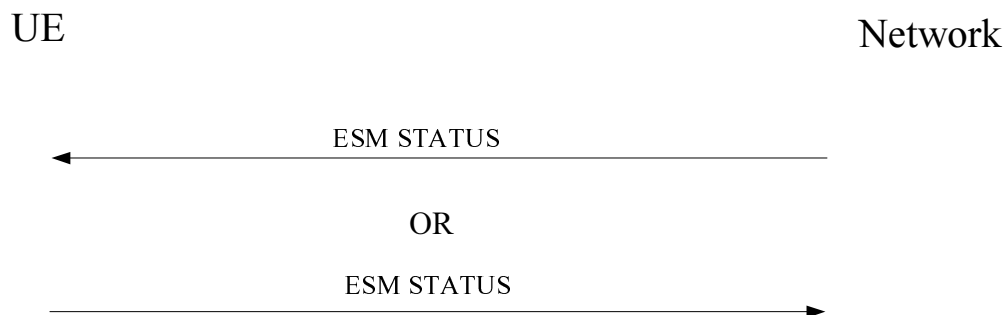 UE
Network
ESM STATUS
OR
ESM STATUS